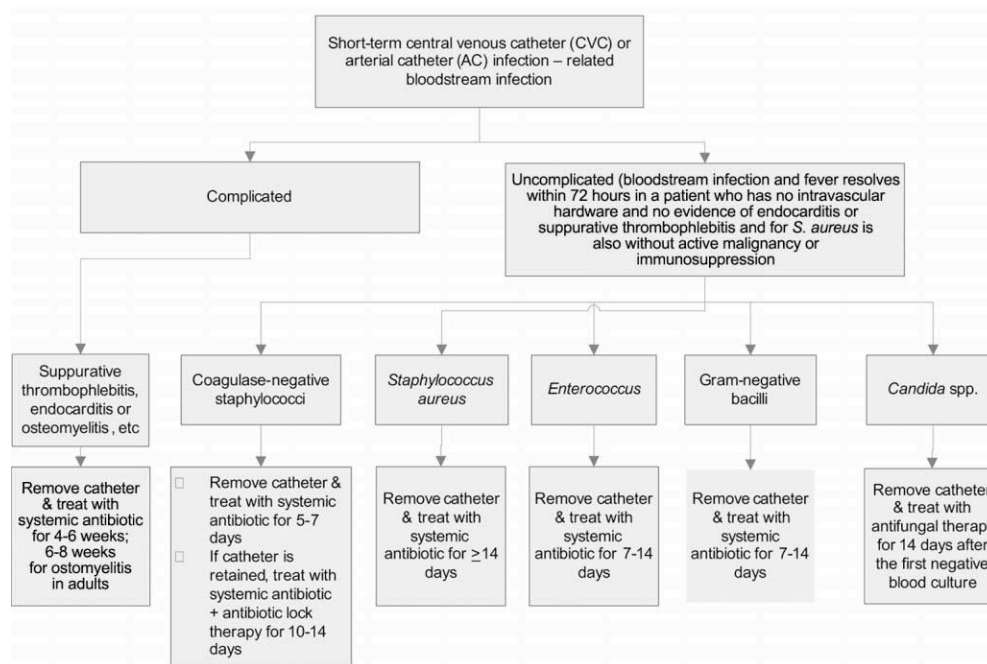 Short-term central venous catheter (CVC) or
arterial catheter (AC) infection – related
bloodstream infection
Complicated
Uncomplicated (bloodstream infection and fever resolves
within 72 hours in a patient who has no intravascular
hardware and no evidence of endocarditis or
suppurative thrombophlebitis and for S. aureus is
also without active malignancy or
immunosuppression
Suppurative
thrombophlebitis,
endocarditis or
osteomyelitis , etc
Coagulase-negative
staphylococci
Staphylococcus
aureus
Enterococcus
Gram-negative
bacilli
Candida spp.
Remove catheter
& treat with
systemic antibiotic
for 4-6 weeks;
6-8 weeks
for ostomyelitis
in adults
Remove catheter &
treat with systemic
antibiotic for 5-7
days
If catheter is
retained, treat with
systemic antibiotic
+ antibiotic lock
therapy for 10-14
days
Remove catheter
& treat with
systemic
antibiotic for ≥14
days
Remove catheter
& treat with
systemic
antibiotic for 7-14
days
Remove catheter
& treat with
systemic
antibiotic for 7-14
days
Remove catheter
& treat with
antifungal therapy
for 14 days after
the first negative
blood culture